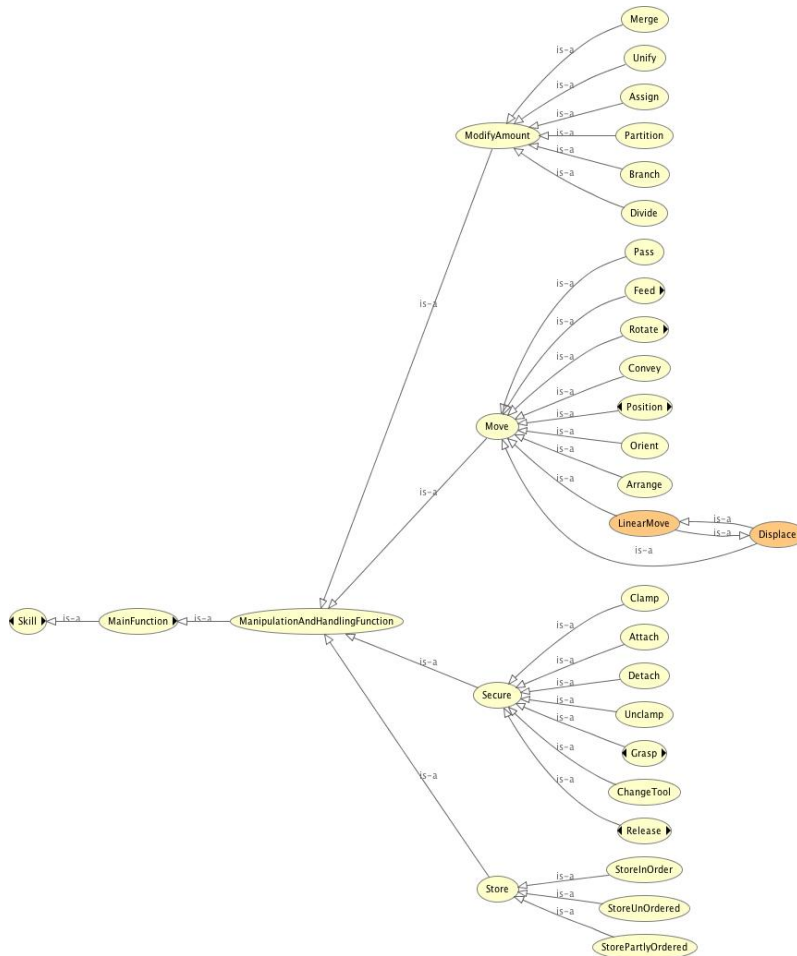 Merge
is-a
Unify
is-a
Assign
is-a
ModifyAmount
is-a
Partition
is-a
Branch
is-a
Divide
Pass
is-a
Feed
is-a
is-a
Rotate
is-a
Convey
is-a
Position
is-a
Move
is-a
Orient
is-a
Arrange
is-a
is-a
LinearMove
is-a
is-a
Displace
is-a
Clamp
Skill
is-a
MainFunction
is-a
ManipulationAndHandlingFunction
is-a
Attach
is-a
is-a
Detach
is-a
Secure
is-a
Unclamp
is-a
Grasp
is-a
is-a
ChangeTool
is-a
Release
StoreInOrder
is-a
Store
is-a
StoreUnOrdered
is-a
StorePartlyOrdered